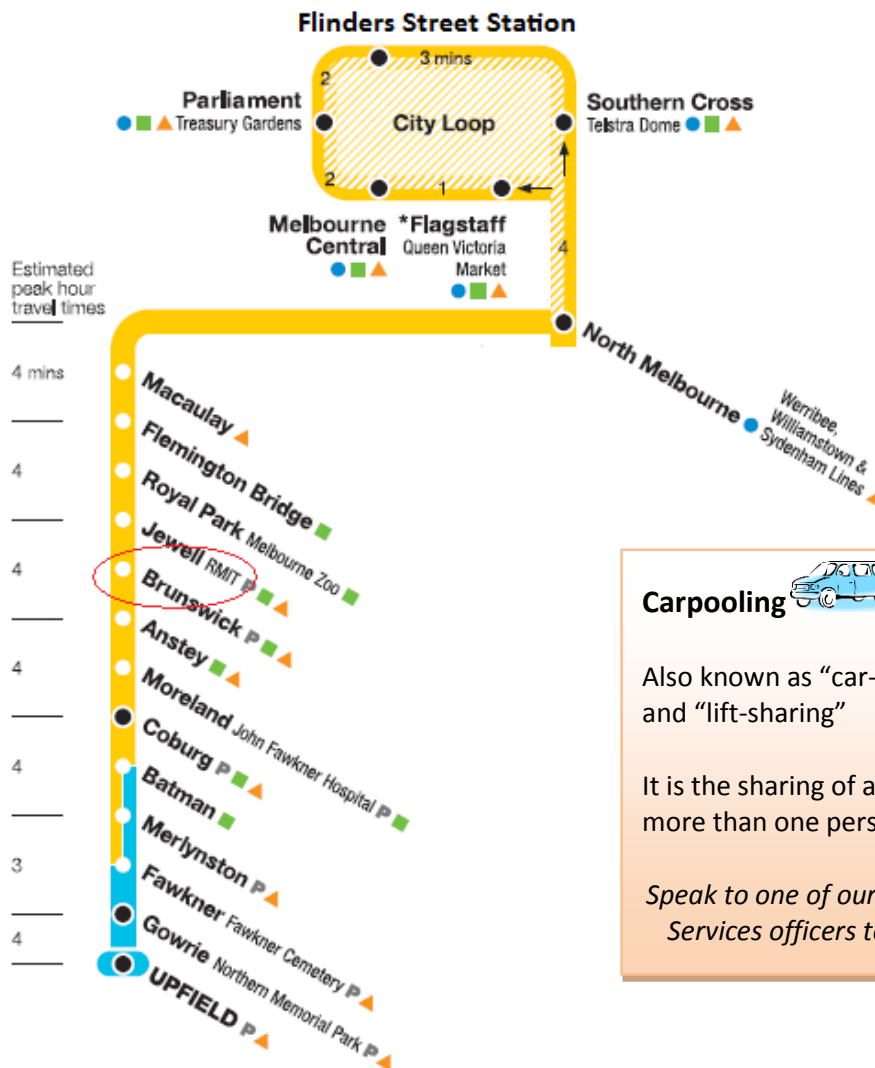 Flinders Street Station
3 mins
2
Parliament
Treasury Gardens
City Loop
Southern Cross
Telstra Dome
2
1
Melbourne
Central
*Flagstaff
Queen Victoria
Market
4
Estimated
peak hour
travel times
North Melbourne
Werribee,
Williamstown &
Sydenham Lines
4 mins
Macaulay
Flemington Bridge
4
Royal Park Melbourne Zoo
Jewell RMIT P
4
Brunswick P
Anstey
4
Moreland John Fawkner Hospital P
Coburg P
4
Batman
Merlynston P
3
Fawkner Fawkner Cemetery P
Gowrie Northern Memorial Park P
4
UPFIELD P
Carpooling
Also known as “car-
and “lift-sharing”
It is the sharing of a
more than one pers
Speak to one of our
Services officers t